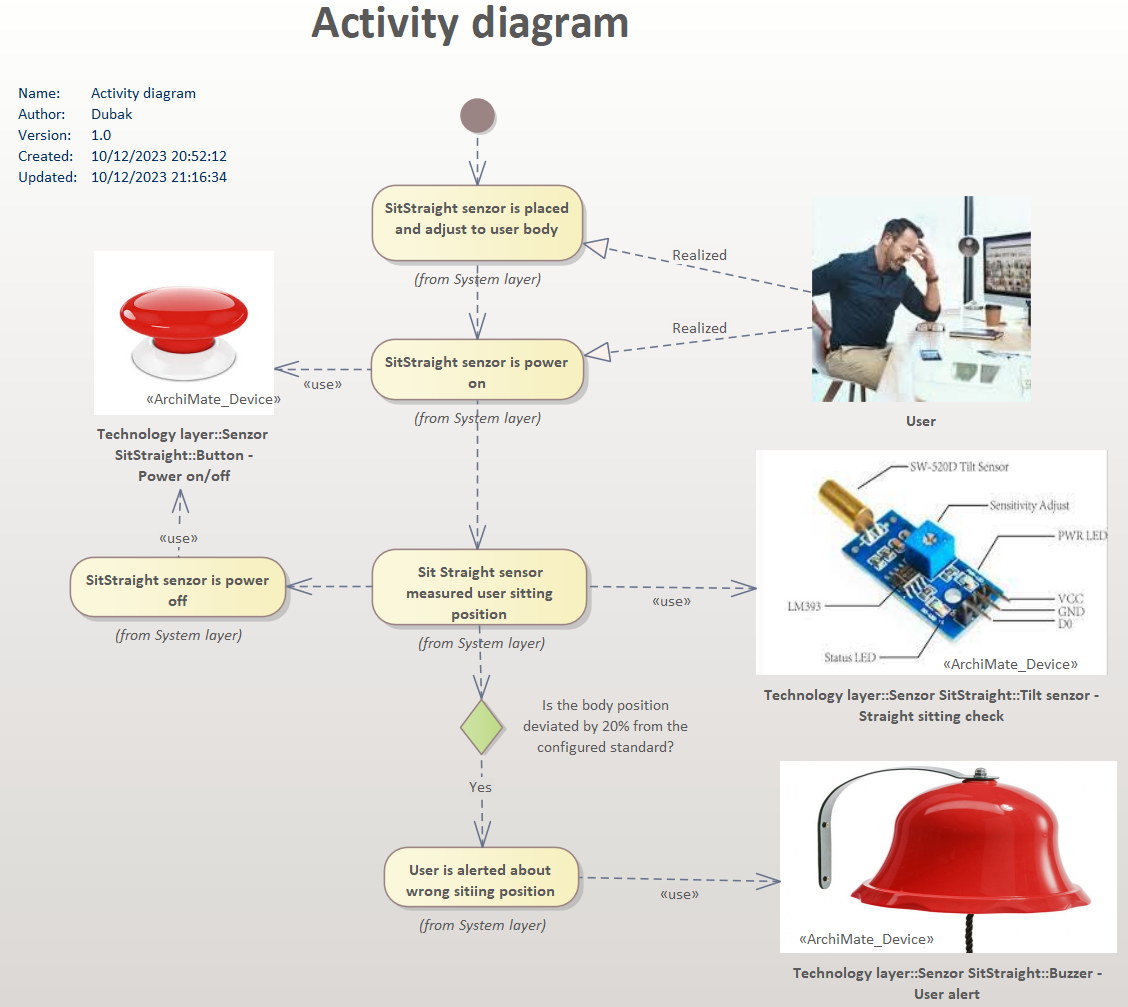 Activity diagram
Name: Activity diagram
Author: Dubak
Version: 1.0
Created: 10/12/2023 20:52:12
Updated: 10/12/2023 21:16:34
SitStraight senzor is placed
and adjust to user body
(from System layer)
Realized
Realized
User
SitStraight senzor is power
on
(from System layer)
«use»
«ArchiMate_Device»
Technology layer::Senzor
SitStraight::Button -
Power on/off
«use»
SitStraight senzor is power
off
(from System layer)
Sit Straight sensor
measured user sitting
position
(from System layer)
«use»
SW-520D Tilt Sensor
Sensitivity Adjust
PWR LED
LM393
VCC
GND
D0
Status LED
«ArchiMate_Device»
Technology layer::Senzor SitStraight::Tilt senzor -
Straight sitting check
Is the body position
deviated by 20% from the
configured standard?
Yes
User is alerted about
wrong sitiing position
(from System layer)
«use»
«ArchiMate_Device»
Technology layer::Senzor SitStraight::Buzzer -
User alert